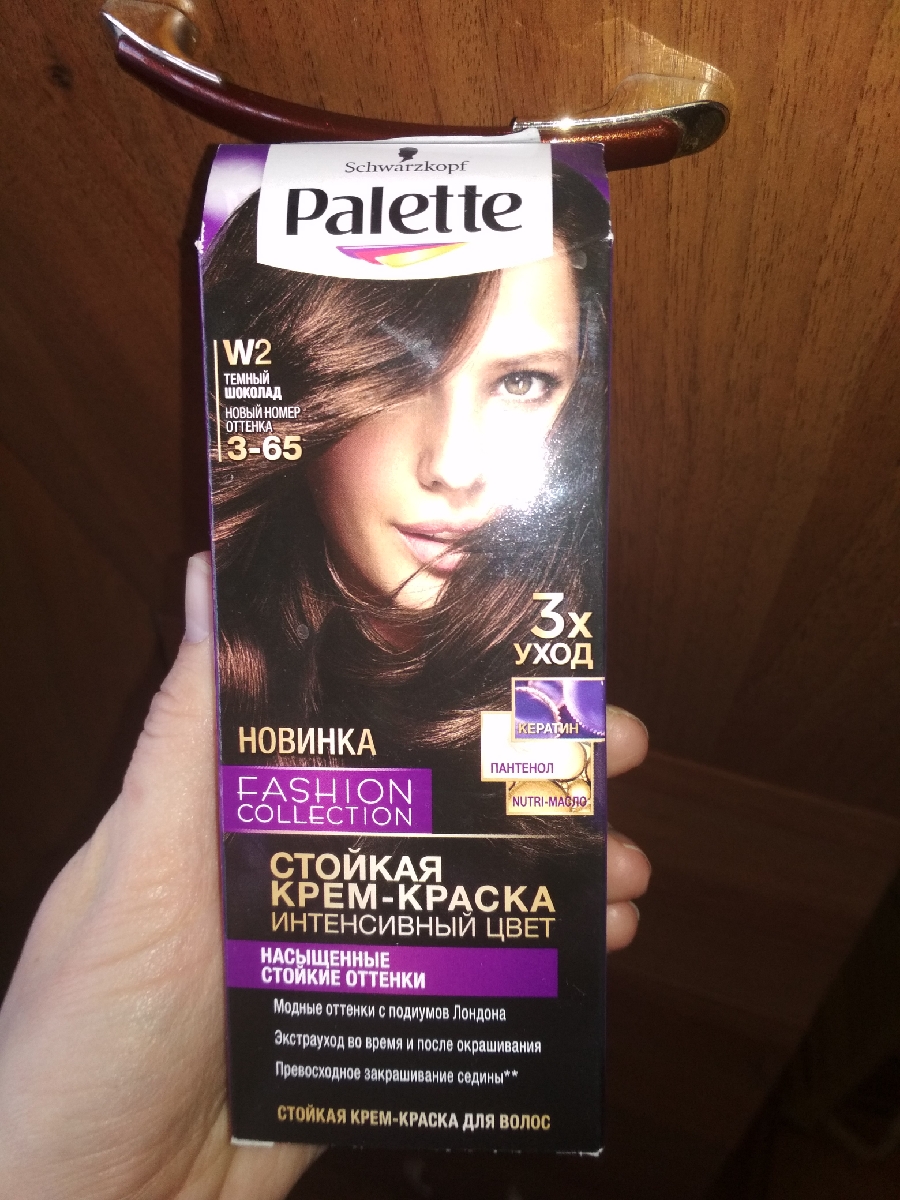 Schwarzkopf
Palette
W2
ТЕМНЫЙ
ШОКОЛАД
НОВЫЙ НОМЕР
ОТТЕНКА
3-65
3х
УХОД
КЕРАТИН
ПАНТЕНОЛ
NUTRI-МАСЛО
НОВИНКА
FASHION
COLLECTION
СТОЙКАЯ
КРЕМ-КРАСКА
ИНТЕНСИВНЫЙ ЦВЕТ
НАСЫЩЕННЫЕ
СТОЙКИЕ ОТТЕНКИ
Модные оттенки с подиумов Лондона
Экстрауход во время и после окрашивания
Превосходное закрашивание седины**
СТОЙКАЯ КРЕМ-КРАСКА ДЛЯ ВОЛОС